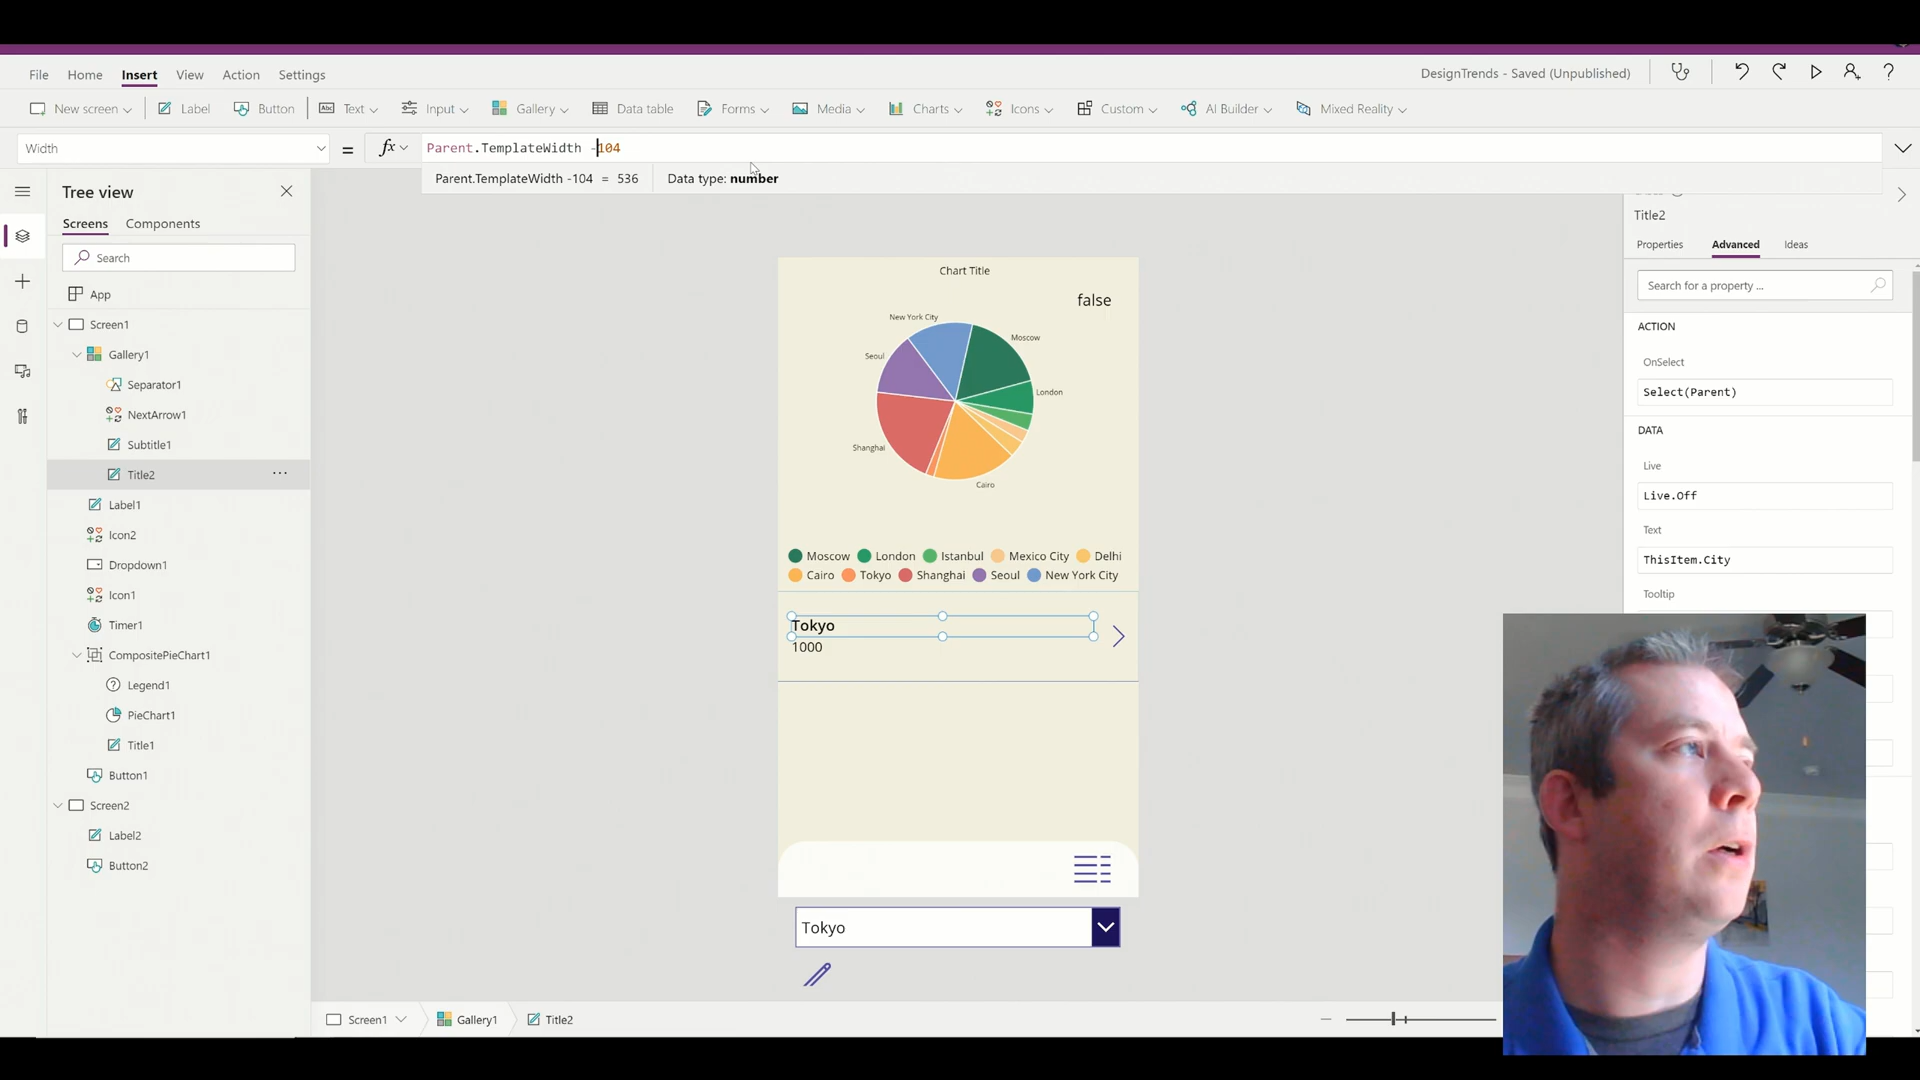 File Home Insert View Action Settings DesignTrends - Saved (Unpublished)
New screen Label Button Text Input Gallery Data table Forms Media Charts Icons Custom AI Builder Mixed Reality
Width = fx Parent.TemplateWidth -104
Parent.TemplateWidth -104 = 536 Data type: number
Tree view
Screens Components
Search
App
Screen1
Gallery1
Separator1
NextArrow1
Subtitle1
Title2
Label1
Icon2
Dropdown1
Icon1
Timer1
CompositePieChart1
Legend1
PieChart1
Title1
Button1
Screen2
Label2
Button2
Chart Title
false
New York City
Moscow
Seoul
London
Shanghai
Cairo
Moscow London Istanbul Mexico City Delhi
Cairo Tokyo Shanghai Seoul New York City
Tokyo
1000
Tokyo
Screen1 Gallery1 Title2
Title2
Properties Advanced Ideas
Search for a property ...
ACTION
OnSelect
Select(Parent)
DATA
Live
Live.Off
Text
ThisItem.City
Tooltip